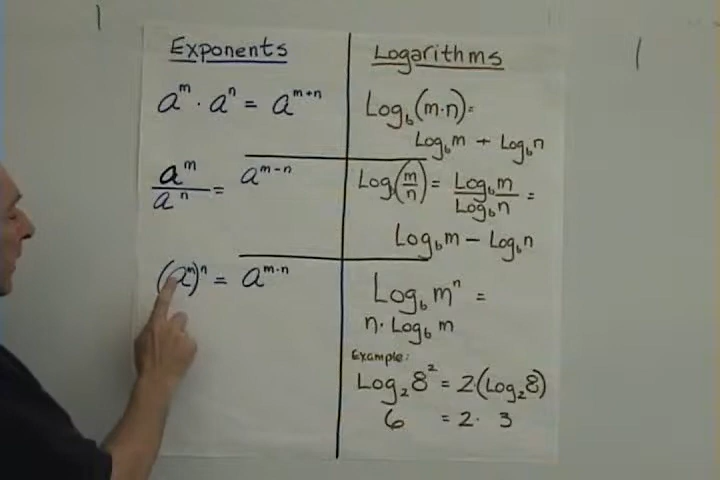 Exponents
a^m · a^n = a^(m+n)
a^m / a^n = a^(m-n)
(a^m)^n = a^(m·n)
Logarithms
Log_b(m·n)=
Log_b m + Log_b n
Log_b(m/n) = Log_b m / Log_b n =
Log_b m − Log_b n
Log_b m^n =
n·Log_b m
Example:
Log_2 8^2 = 2(Log_2 8)
6 = 2· 3